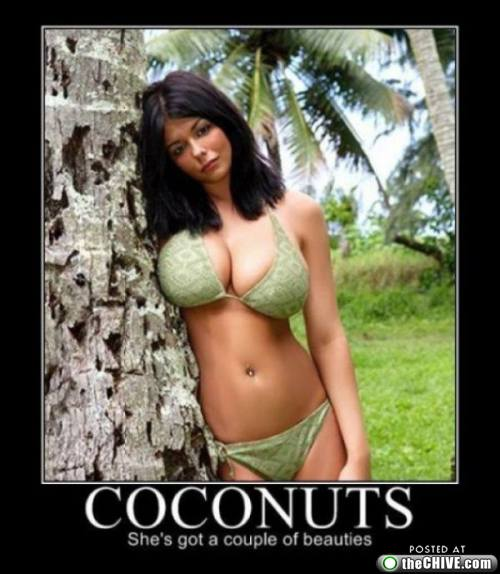 COCONUTS
She's got a couple of beauties
POSTED AT
theCHIVE.com